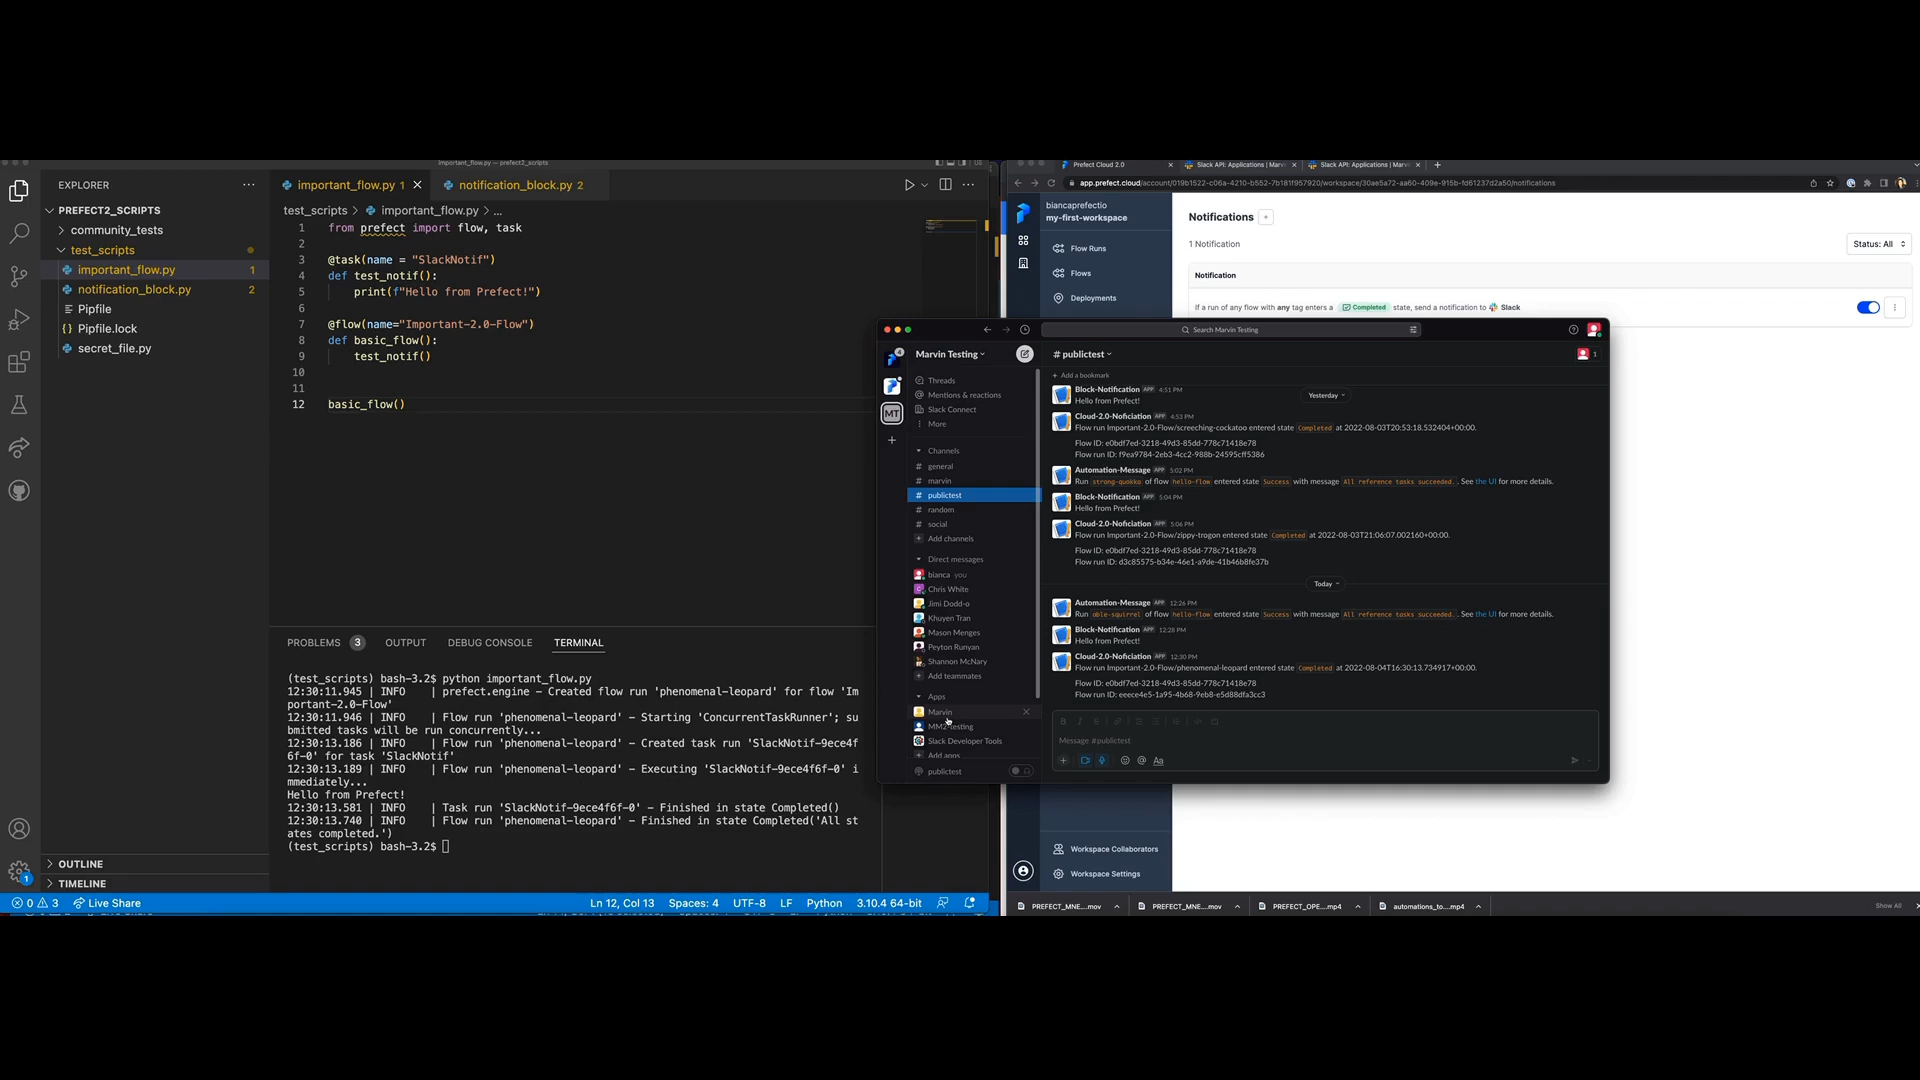 important_flow.py — prefect2_scripts
EXPLORER
PREFECT2_SCRIPTS
community_tests
test_scripts
important_flow.py 1
notification_block.py 2
Pipfile
Pipfile.lock
secret_file.py
OUTLINE
TIMELINE
important_flow.py 1
notification_block.py 2
test_scripts > important_flow.py > ...
1 from prefect import flow, task
2
3 @task(name = "SlackNotif")
4 def test_notif():
5 print(f"Hello from Prefect!")
6
7 @flow(name="Important-2.0-Flow")
8 def basic_flow():
9 test_notif()
10
11
12 basic_flow()
PROBLEMS 3 OUTPUT DEBUG CONSOLE TERMINAL
(test_scripts) bash-3.2$ python important_flow.py
12:30:11.945 | INFO | prefect.engine - Created flow run 'phenomenal-leopard' for flow 'Im
portant-2.0-Flow'
12:30:11.946 | INFO | Flow run 'phenomenal-leopard' - Starting 'ConcurrentTaskRunner'; su
bmitted tasks will be run concurrently...
12:30:13.186 | INFO | Flow run 'phenomenal-leopard' - Created task run 'SlackNotif-9ece4f
6f-0' for task 'SlackNotif'
12:30:13.189 | INFO | Flow run 'phenomenal-leopard' - Executing 'SlackNotif-9ece4f6f-0' i
mmediately...
Hello from Prefect!
12:30:13.581 | INFO | Task run 'SlackNotif-9ece4f6f-0' - Finished in state Completed()
12:30:13.740 | INFO | Flow run 'phenomenal-leopard' - Finished in state Completed('All st
ates completed.')
(test_scripts) bash-3.2$
0 3 Live Share
Ln 12, Col 13 Spaces: 4 UTF-8 LF Python 3.10.4 64-bit
1
Prefect Cloud 2.0
Slack API: Applications | Marv
Slack API: Applications | Marv
biancaprefectio
my-first-workspace
Flow Runs
Flows
Deployments
Workspace Collaborators
Workspace Settings
Notifications
1 Notification
Status: All
Notification
If a run of any flow with any tag enters a Completed state, send a notification to Slack
Search Marvin Testing
4
MT
Marvin Testing
Threads
Mentions & reactions
Slack Connect
More
Channels
# general
# marvin
# publictest
# random
# social
Add channels
Direct messages
bianca you
Chris White
Jimi Dodd-o
Khuyen Tran
Mason Menges
Peyton Runyan
Shannon McNary
Add teammates
Apps
Marvin
MM2-testing
Slack Developer Tools
Add apps
publictest
# publictest
1
Add a bookmark
Yesterday
Block-Notification APP 4:51 PM
Hello from Prefect!
Cloud-2.0-Noficiation APP 4:53 PM
Flow run Important-2.0-Flow/screeching-cockatoo entered state Completed at 2022-08-03T20:53:18.532404+00:00.
Flow ID: e0bdf7ed-3218-49d3-85dd-778c71418e78
Flow run ID: f9ea9784-2eb3-4cc2-988b-24595cff5386
Automation-Message APP 5:02 PM
Run strong-quokka of flow hello-flow entered state Success with message All reference tasks succeeded.. See the UI for more details.
Block-Notification APP 5:04 PM
Hello from Prefect!
Cloud-2.0-Noficiation APP 5:06 PM
Flow run Important-2.0-Flow/zippy-trogon entered state Completed at 2022-08-03T21:06:07.002160+00:00.
Flow ID: e0bdf7ed-3218-49d3-85dd-778c71418e78
Flow run ID: d3c85575-b34e-46e1-a9de-41b46b8fe37b
Today
Automation-Message APP 12:26 PM
Run able-squirrel of flow hello-flow entered state Success with message All reference tasks succeeded.. See the UI for more details.
Block-Notification APP 12:28 PM
Hello from Prefect!
Cloud-2.0-Noficiation APP 12:30 PM
Flow run Important-2.0-Flow/phenomenal-leopard entered state Completed at 2022-08-04T16:30:13.734917+00:00.
Flow ID: e0bdf7ed-3218-49d3-85dd-778c71418e78
Flow run ID: eeece4e5-1a95-4b68-9eb8-e5d88dfa3cc3
Message #publictest
PREFECT_MNE....mov
PREFECT_MNE....mov
PREFECT_OPE....mp4
automations_to....mp4
Show All